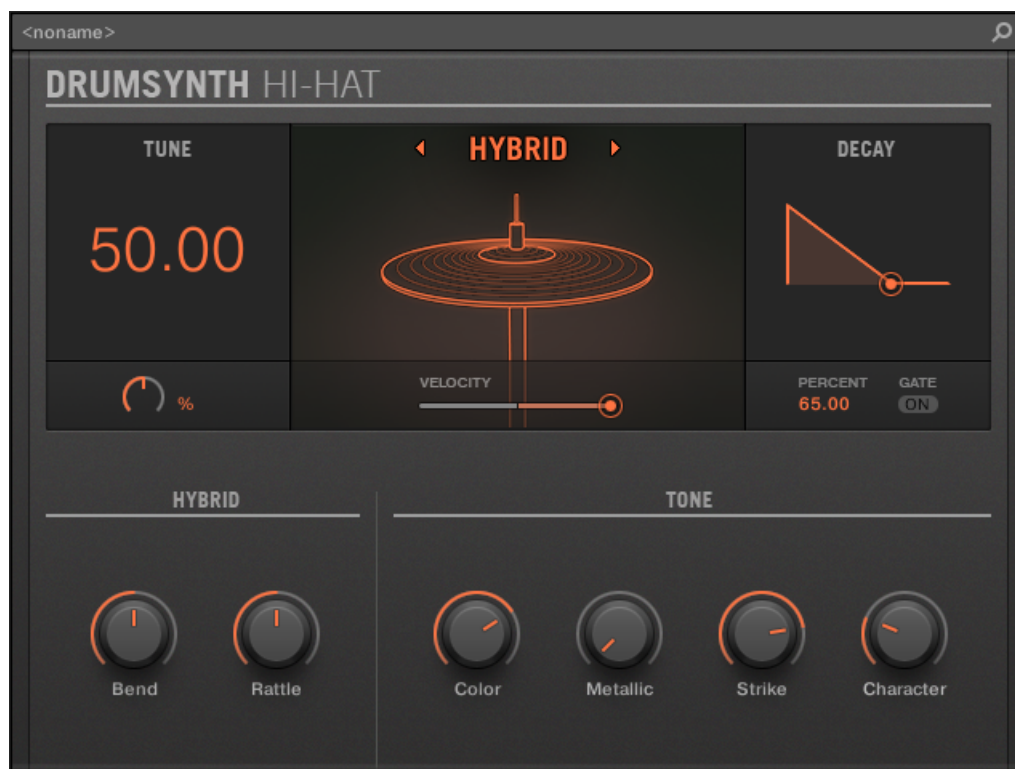 <noname>
DRUMSYNTH HI-HAT
TUNE
HYBRID
DECAY
50.00
%
VELOCITY
PERCENT GATE
65.00 ON
HYBRID
TONE
Bend Rattle Color Metallic Strike Character